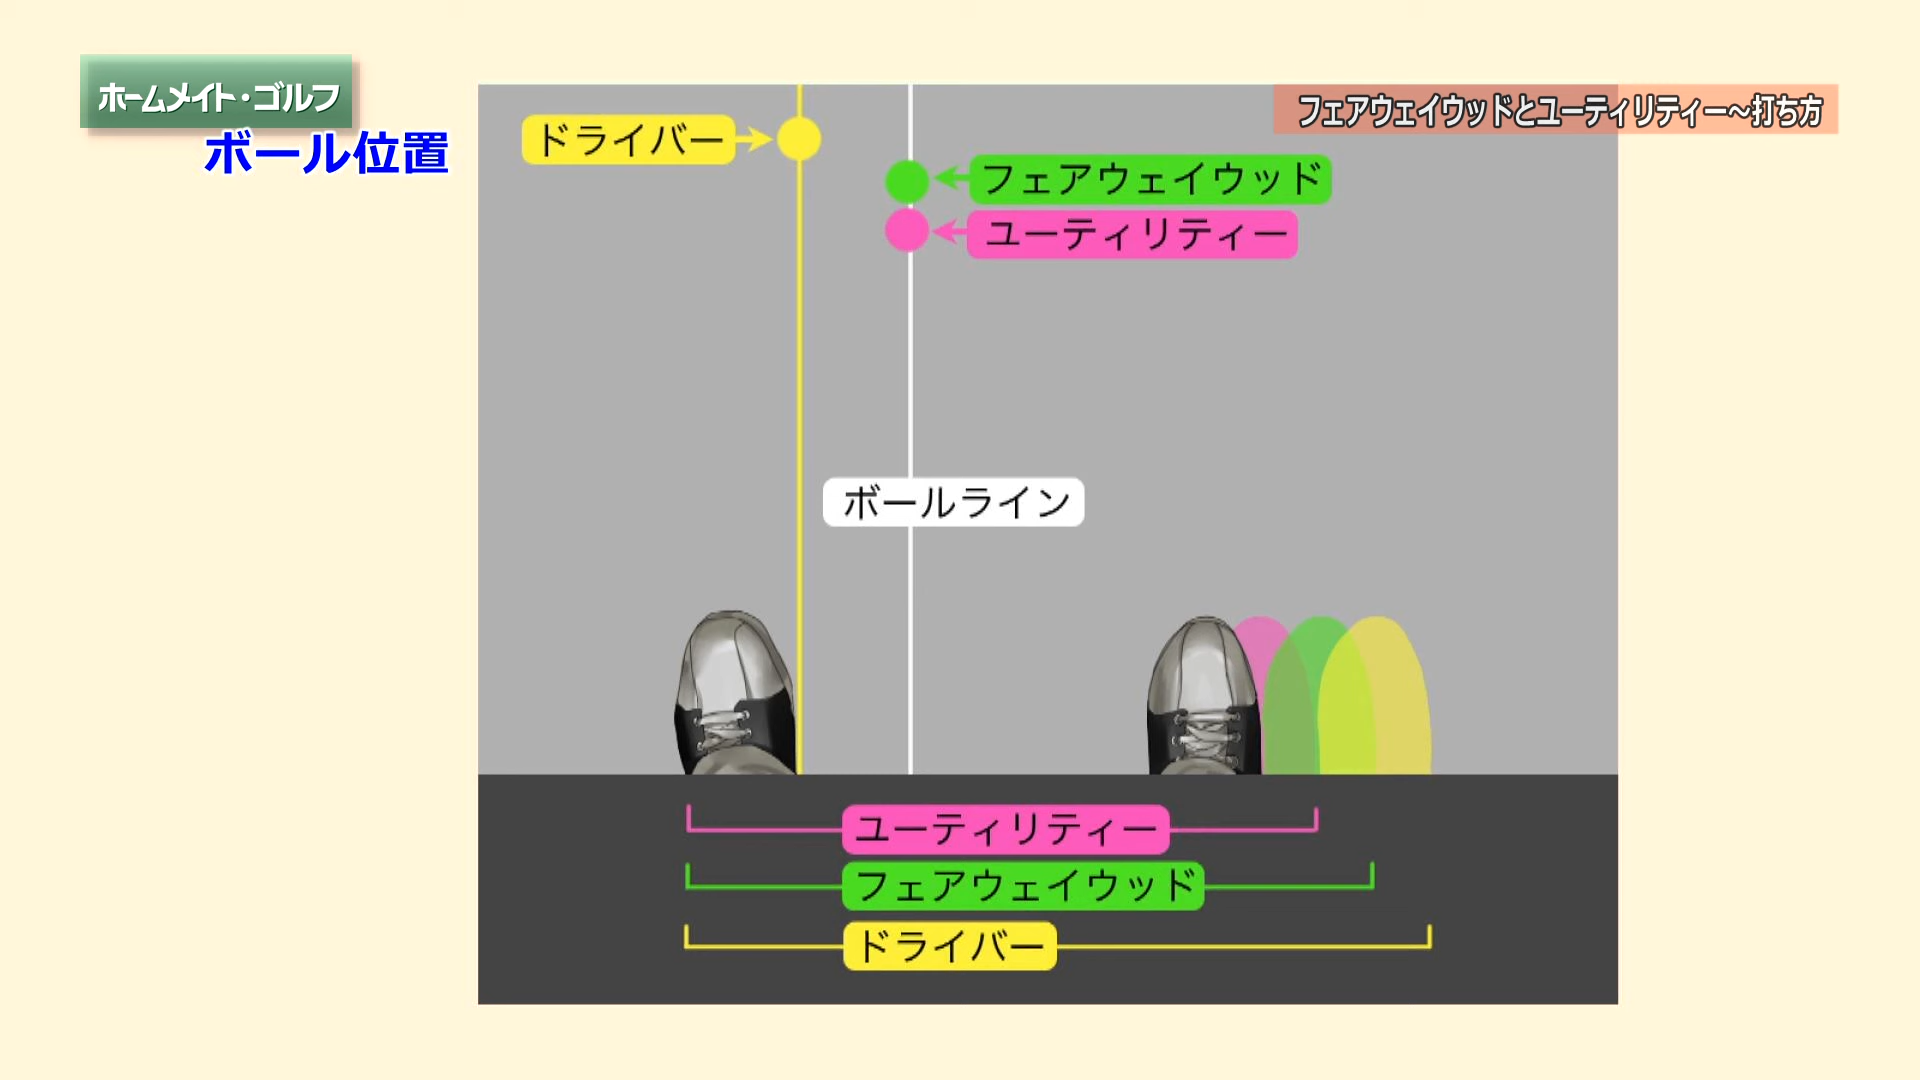 ホームメイト・ゴルフ
ボール位置
フェアウェイウッドとユーティリティー~打ち方
ドライバー
フェアウェイウッド
ユーティリティー
ボールライン
ユーティリティー
フェアウェイウッド
ドライバー